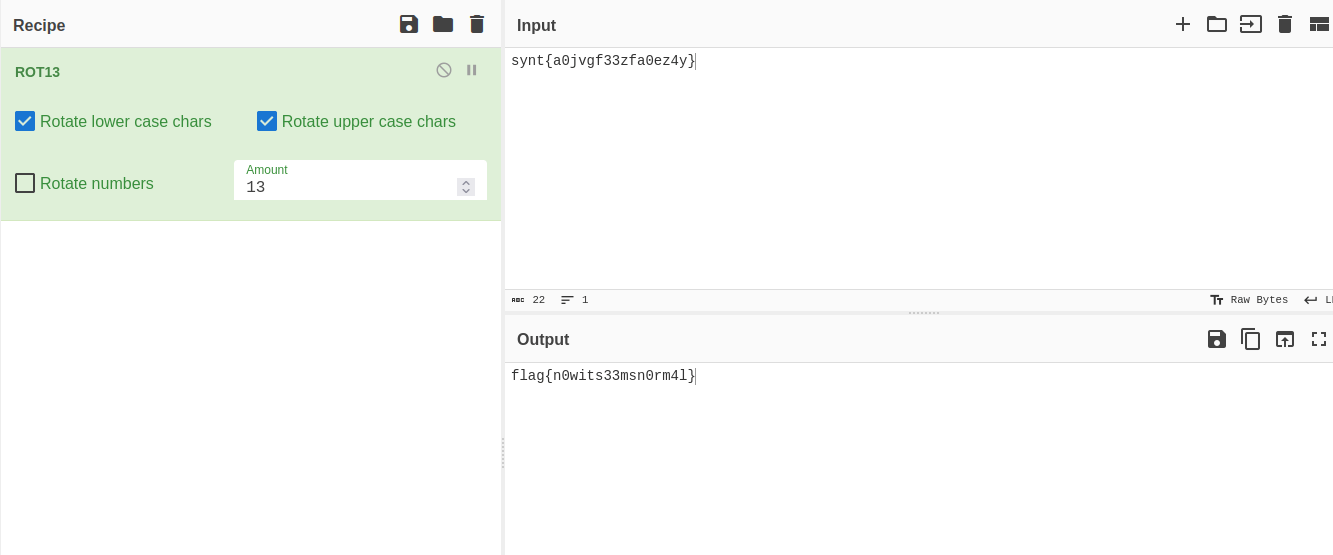 Recipe
ROT13
Rotate lower case chars
Rotate upper case chars
Rotate numbers
Amount
13
Input
synt{a0jvgf33zfa0ez4y}
ABC 22
1
Raw Bytes
Output
flag{n0wits33msn0rm4l}